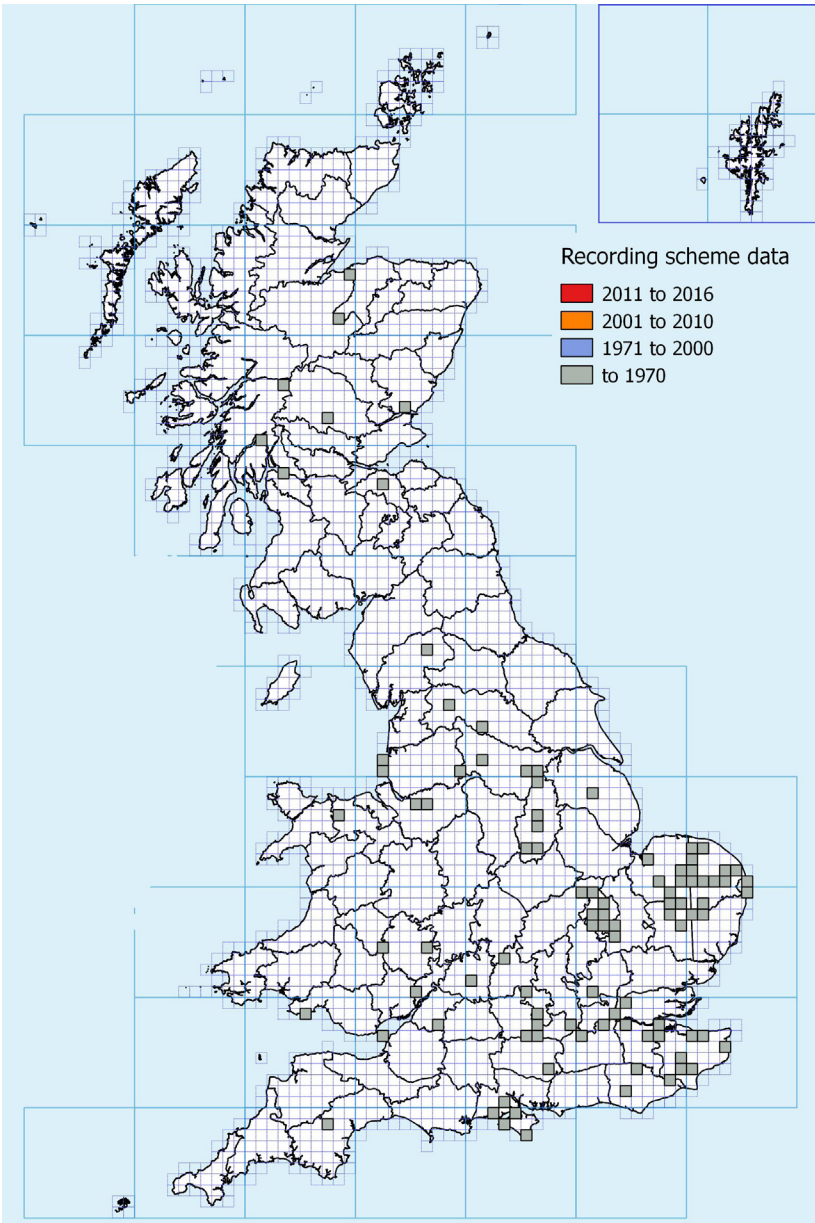 Recording scheme data
2011 to 2016
2001 to 2010
1971 to 2000
to 1970